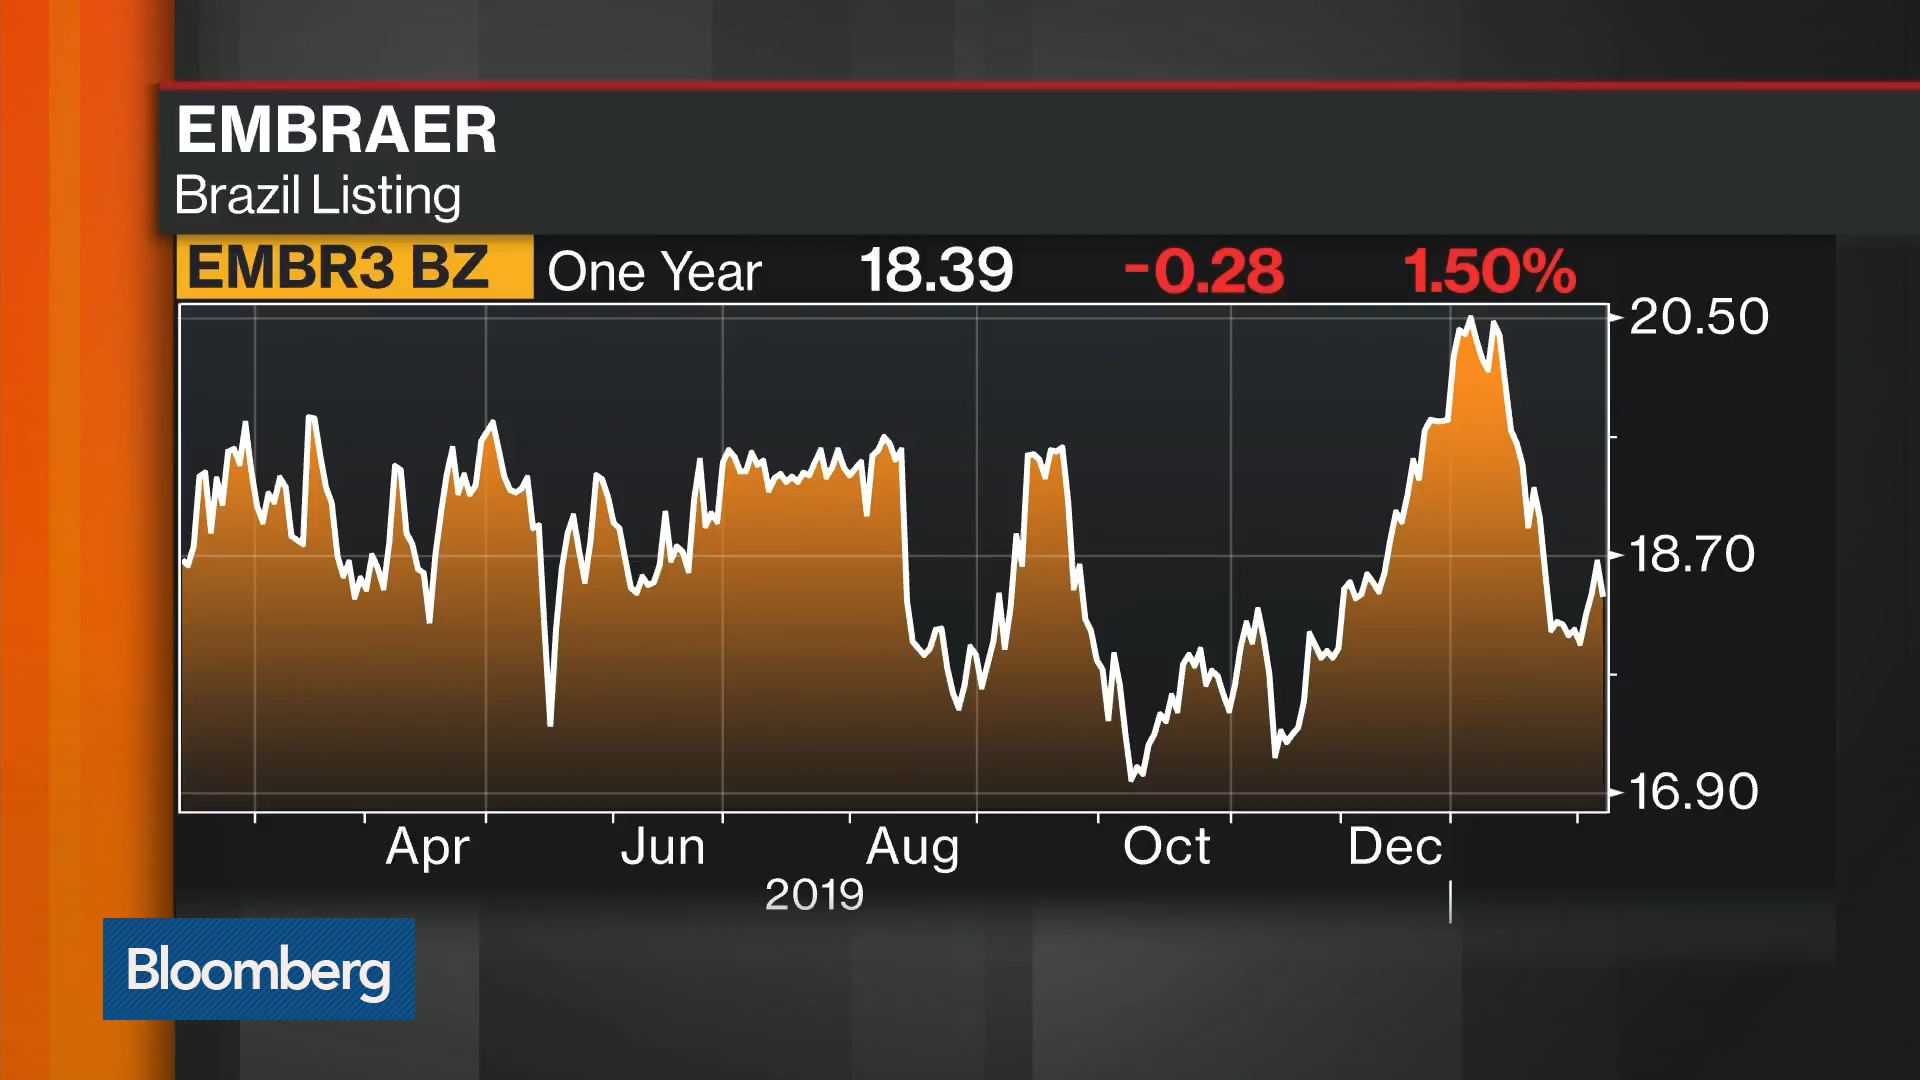 EMBRAER
Brazil Listing
EMBR3 BZ One Year 18.39 -0.28 1.50%
20.50
18.70
16.90
Apr Jun Aug Oct Dec
2019
Bloomberg